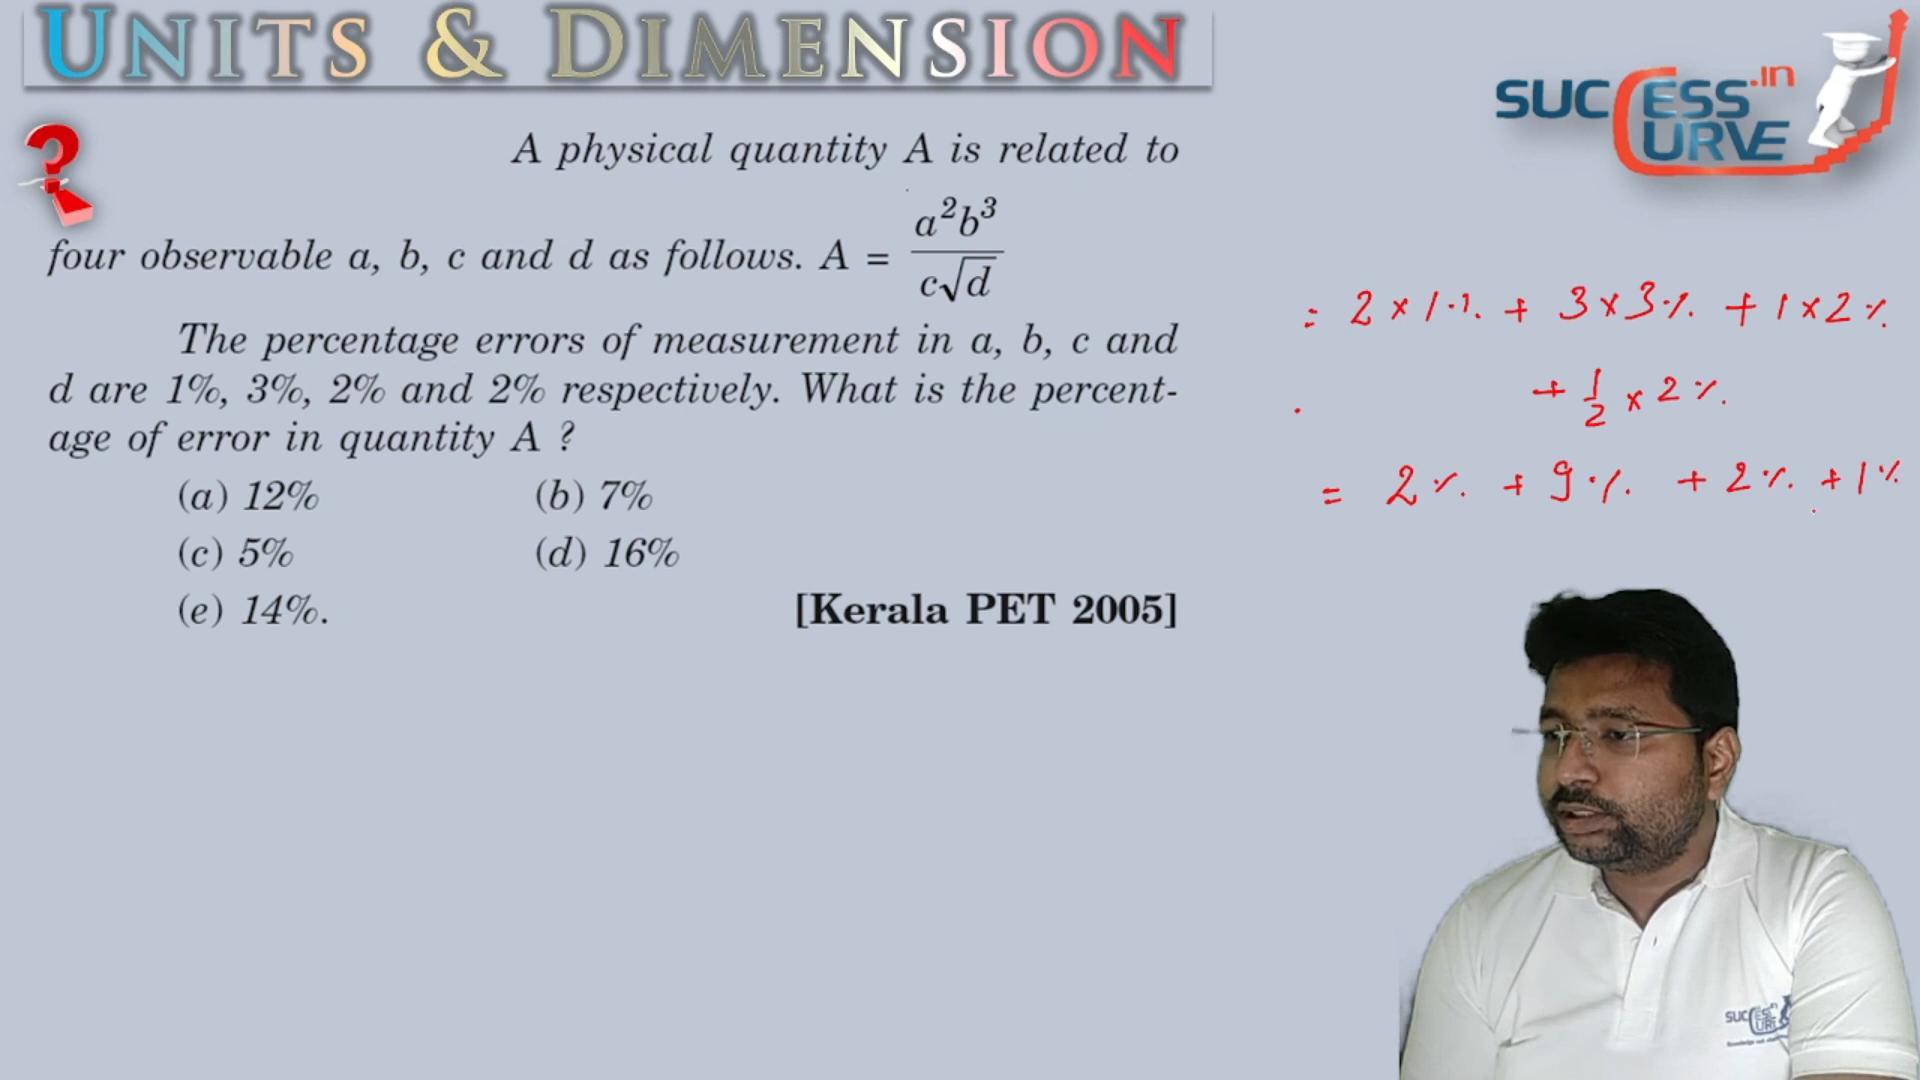 UNITS & DIMENSION
SUCCESS CURVE.in
?
A physical quantity A is related to
four observable a, b, c and d as follows. A = a²b³ / c√d
The percentage errors of measurement in a, b, c and
d are 1%, 3%, 2% and 2% respectively. What is the percent-
age of error in quantity A ?
(a) 12% (b) 7%
(c) 5% (d) 16%
(e) 14%. [Kerala PET 2005]
= 2 × 1% + 3 × 3% + 1 × 2%
+ 1/2 × 2%
= 2% + 9% + 2% + 1%
SUCCESS CURVE.in